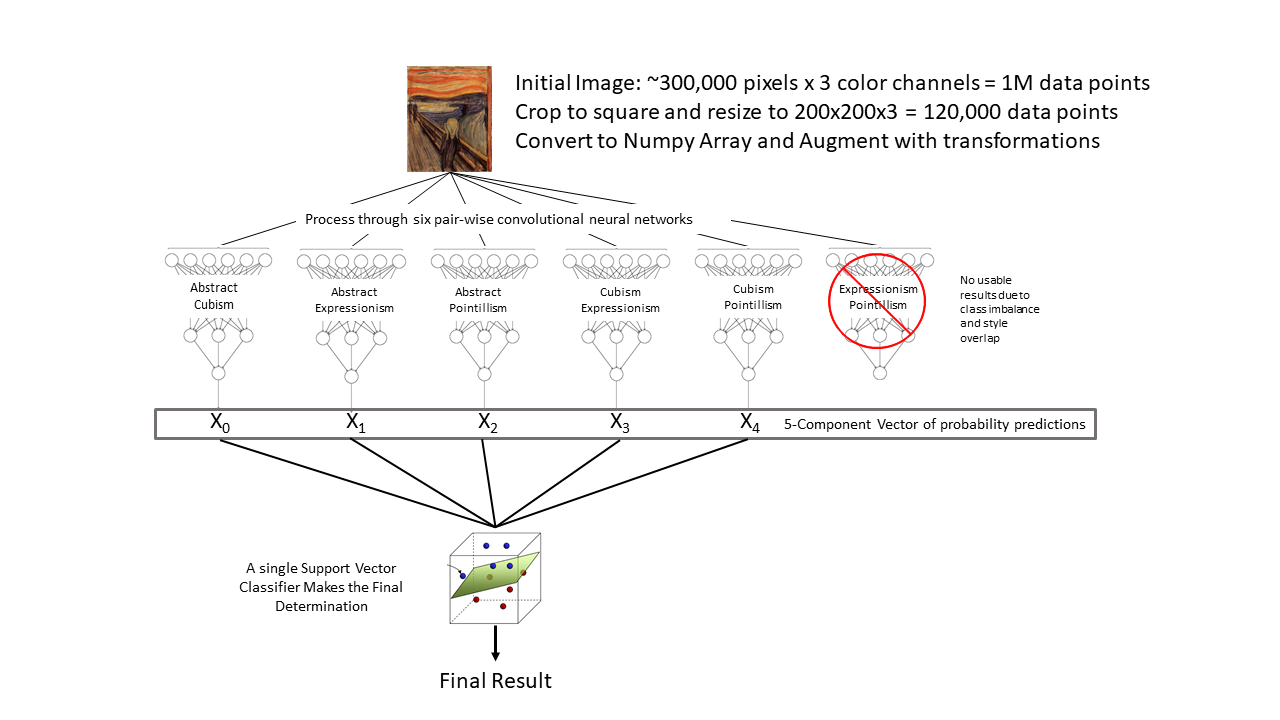 Initial Image: ~300,000 pixels x 3 color channels = 1M data points
Crop to square and resize to 200x200x3 = 120,000 data points
Convert to Numpy Array and Augment with transformations
Process through six pair-wise convolutional neural networks
Abstract
Cubism
Abstract
Expressionism
Abstract
Pointillism
Cubism
Expressionism
Cubism
Pointillism
Expressionism
Pointillism
No usable
results due to
class imbalance
and style
overlap
X₀ X₁ X₂ X₃ X₄ 5-Component Vector of probability predictions
A single Support Vector
Classifier Makes the Final
Determination
Final Result